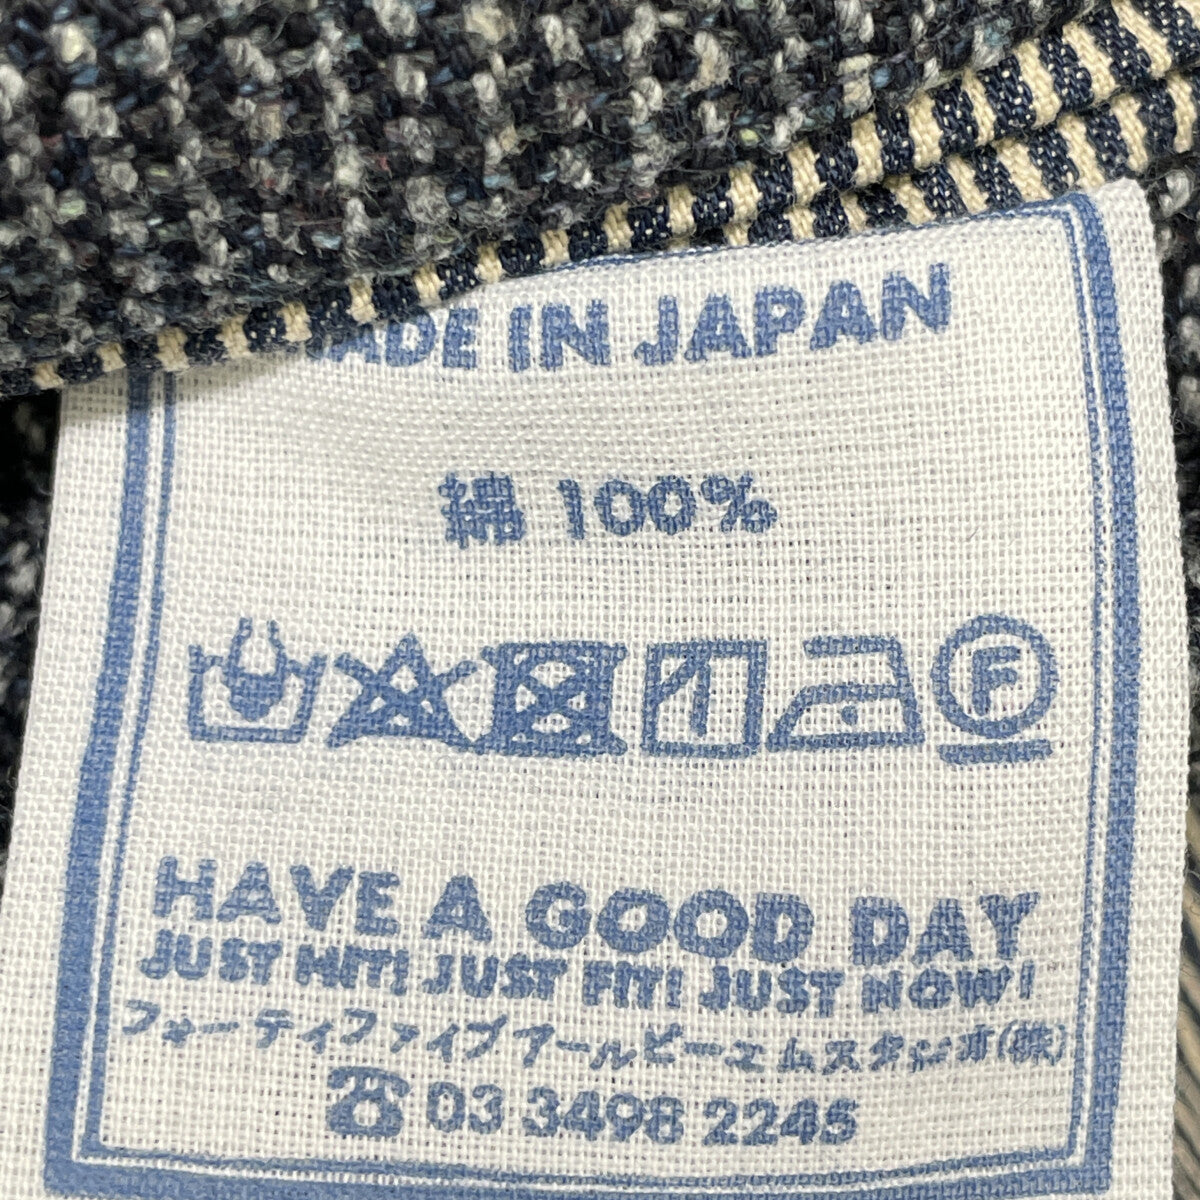 MADE IN JAPAN
綿 100%
F
HAVE A GOOD DAY
JUST HIT! JUST FIT! JUST NOW!
フォーティファイブアールピーエムスタジオ(株)
☎ 03 3498 2245